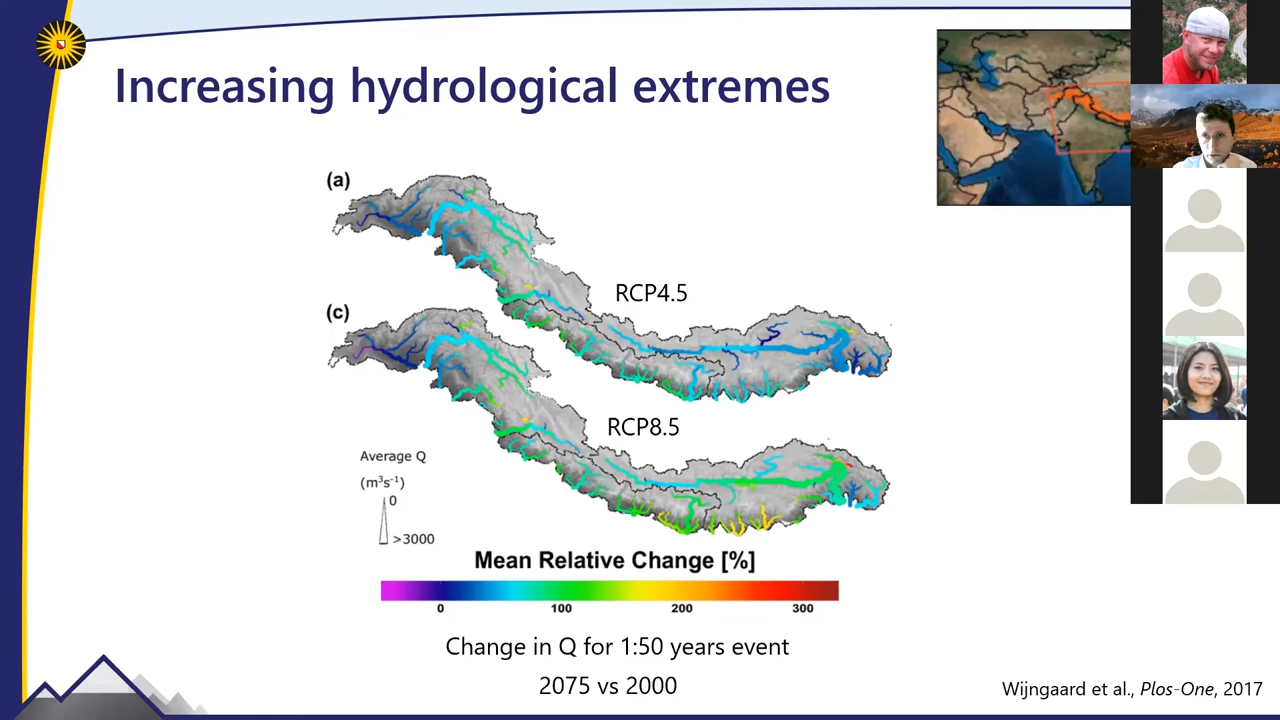 Increasing hydrological extremes
(a)
RCP4.5
(c)
RCP8.5
Average Q
(m³s⁻¹)
0
>3000
Mean Relative Change [%]
0 100 200 300
Change in Q for 1:50 years event
2075 vs 2000
Wijngaard et al., Plos-One, 2017